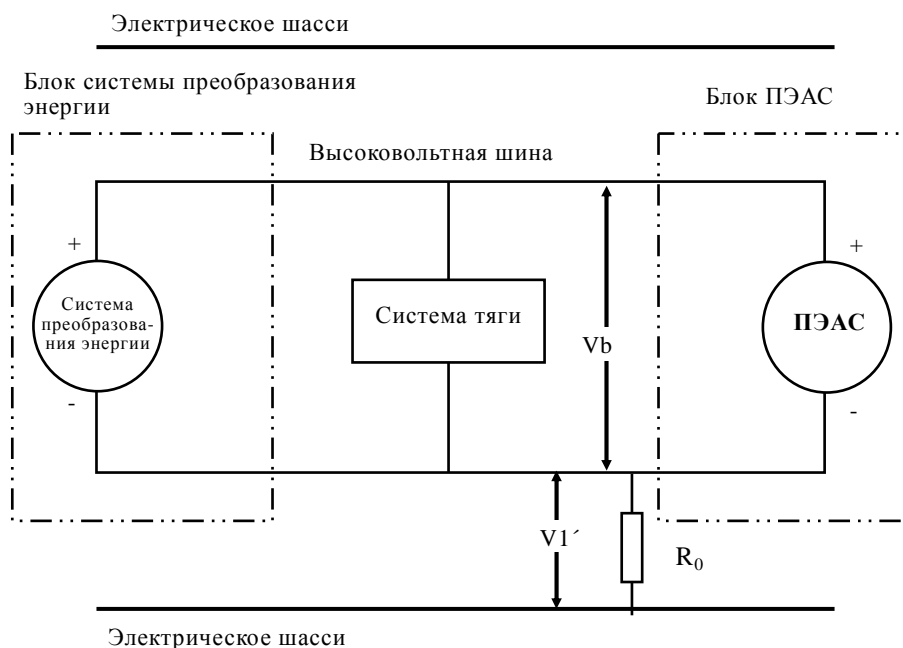 Электрическое шасси
Блок системы преобразования
энергии
Блок ПЭАС
Высоковольтная шина
+
+
Система
преобразова-
ния энергии
Система тяги
Vb
ПЭАС
-
-
V1´
R₀
Электрическое шасси